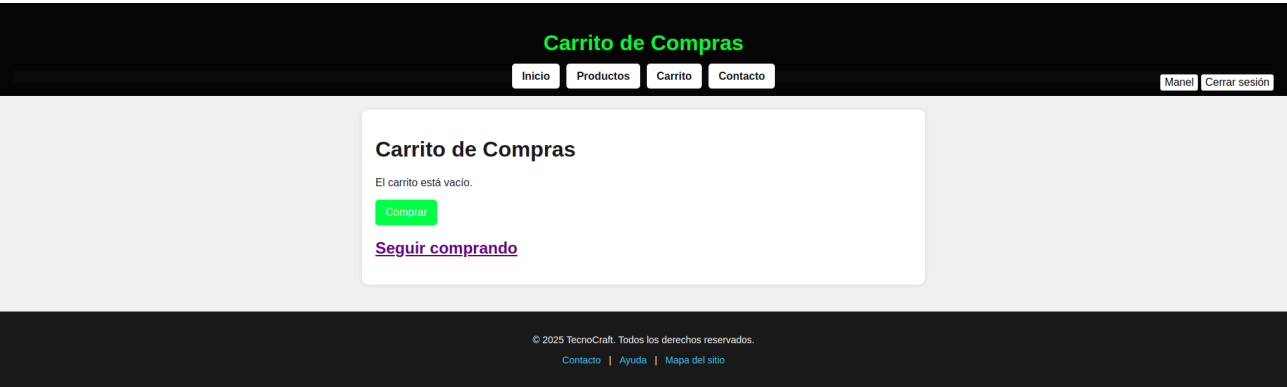 Carrito de Compras
Inicio Productos Carrito Contacto
Manel Cerrar sesión
Carrito de Compras
El carrito está vacío.
Comprar
Seguir comprando
© 2025 TecnoCraft. Todos los derechos reservados.
Contacto | Ayuda | Mapa del sitio